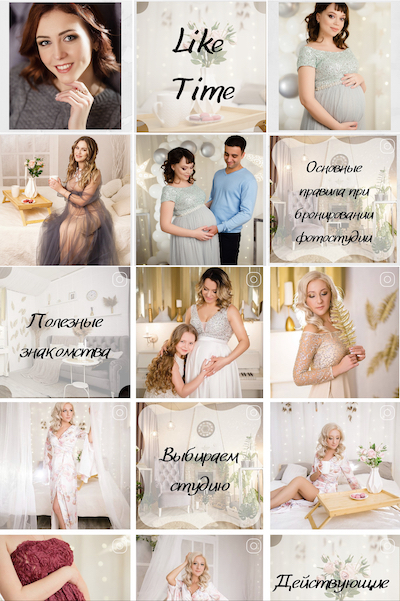 Like
Time
Основные
правила при
бронировании
фотостудии
Полезные
знакомства
Выбираем
студию
Действующие